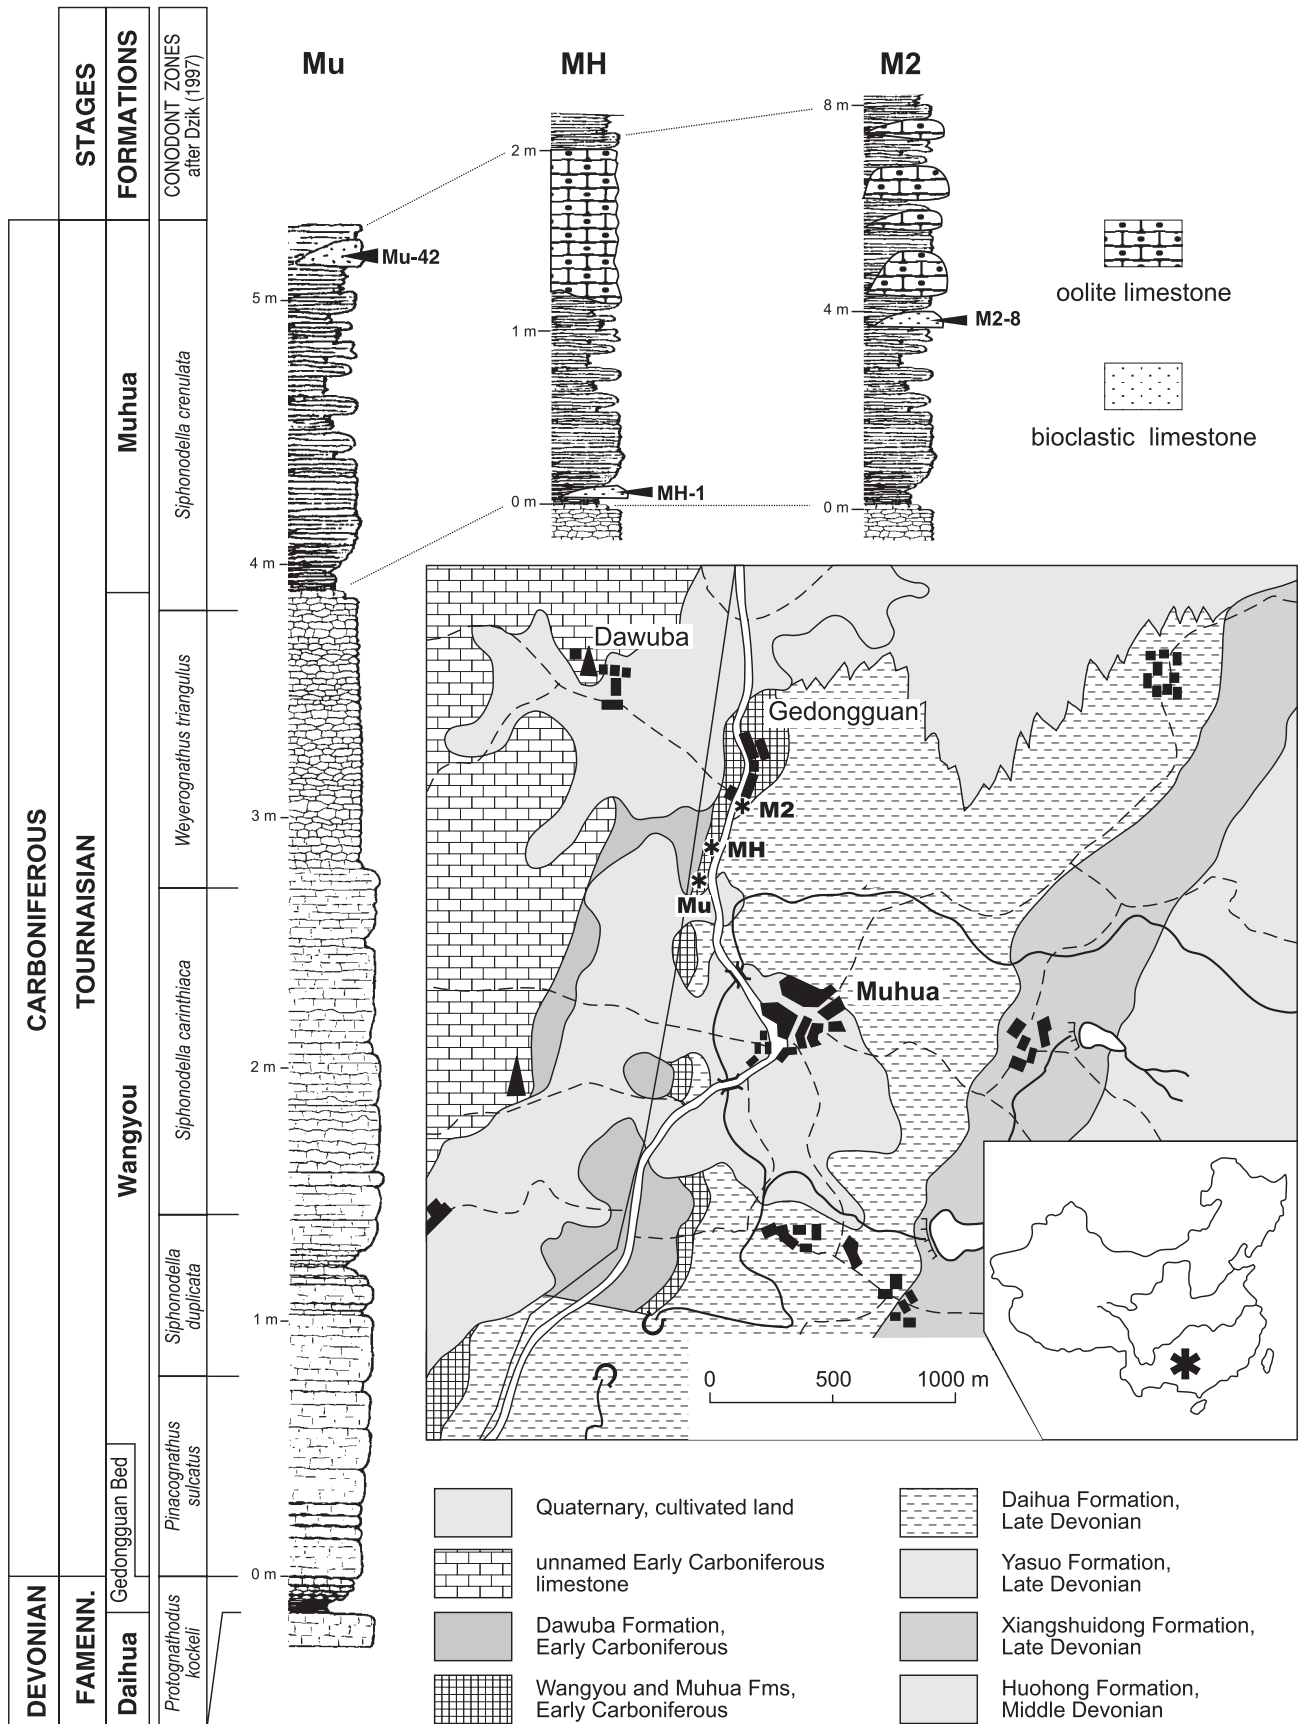 STAGES
FORMATIONS
CONODONT ZONES
after Dzik (1997)
Mu
MH
M2
CARBONIFEROUS
DEVONIAN
TOURNAISIAN
FAMENN.
Muhua
Wangyou
Gedongguan Bed
Daihua
Siphonodella crenulata
Weyerognathus triangulus
Siphonodella carinthiaca
Siphonodella
duplicata
Pinacognathus
sulcatus
Protognathodus
kockeli
5 m
4 m
3 m
2 m
1 m
0 m
Mu-42
2 m
1 m
0 m
MH-1
8 m
4 m
0 m
M2-8
oolite limestone
bioclastic limestone
Dawuba
Gedongguan
M2
MH
Mu
Muhua
0 500 1000 m
Quaternary, cultivated land
unnamed Early Carboniferous
limestone
Dawuba Formation,
Early Carboniferous
Wangyou and Muhua Fms,
Early Carboniferous
Daihua Formation,
Late Devonian
Yasuo Formation,
Late Devonian
Xiangshuidong Formation,
Late Devonian
Huohong Formation,
Middle Devonian